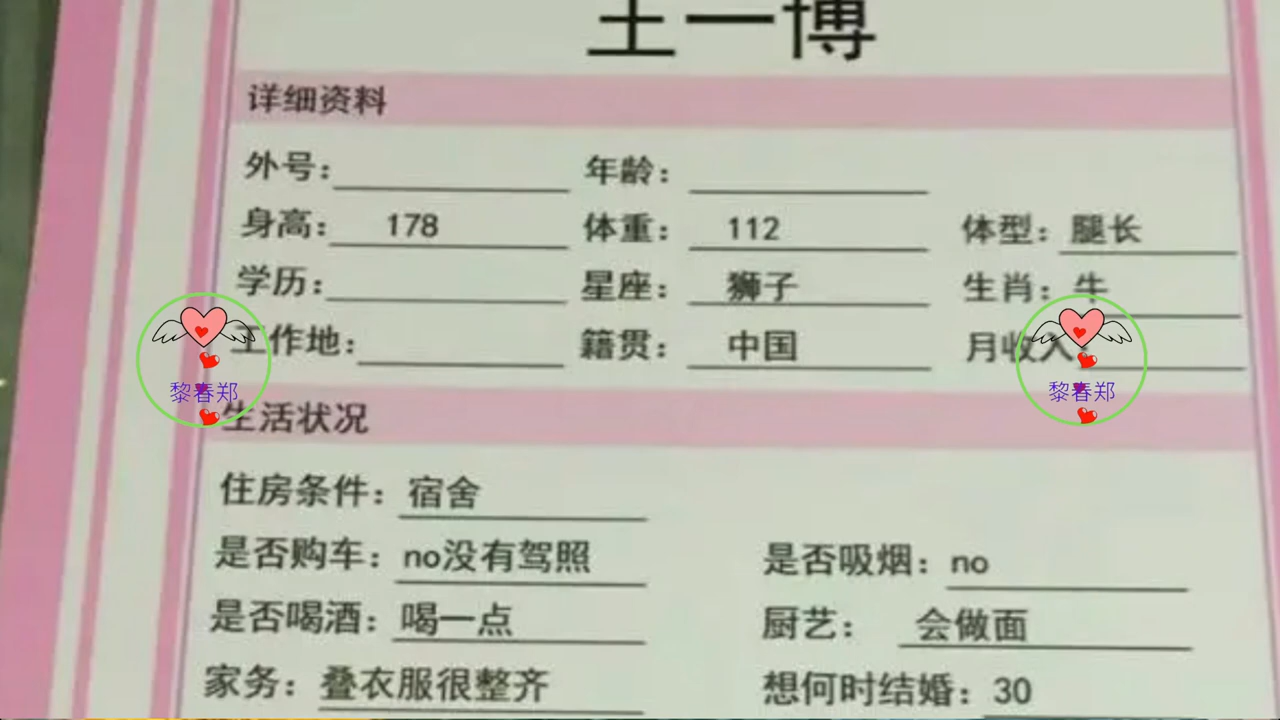 王一博
详细资料
外号： 年龄：
身高： 178 体重： 112 体型： 腿长
学历： 星座： 狮子 生肖： 牛
工作地： 籍贯： 中国 月收入：
黎春郑 黎春郑
生活状况
住房条件： 宿舍
是否购车： no没有驾照 是否吸烟： no
是否喝酒： 喝一点 厨艺： 会做面
家务： 叠衣服很整齐 想何时结婚： 30